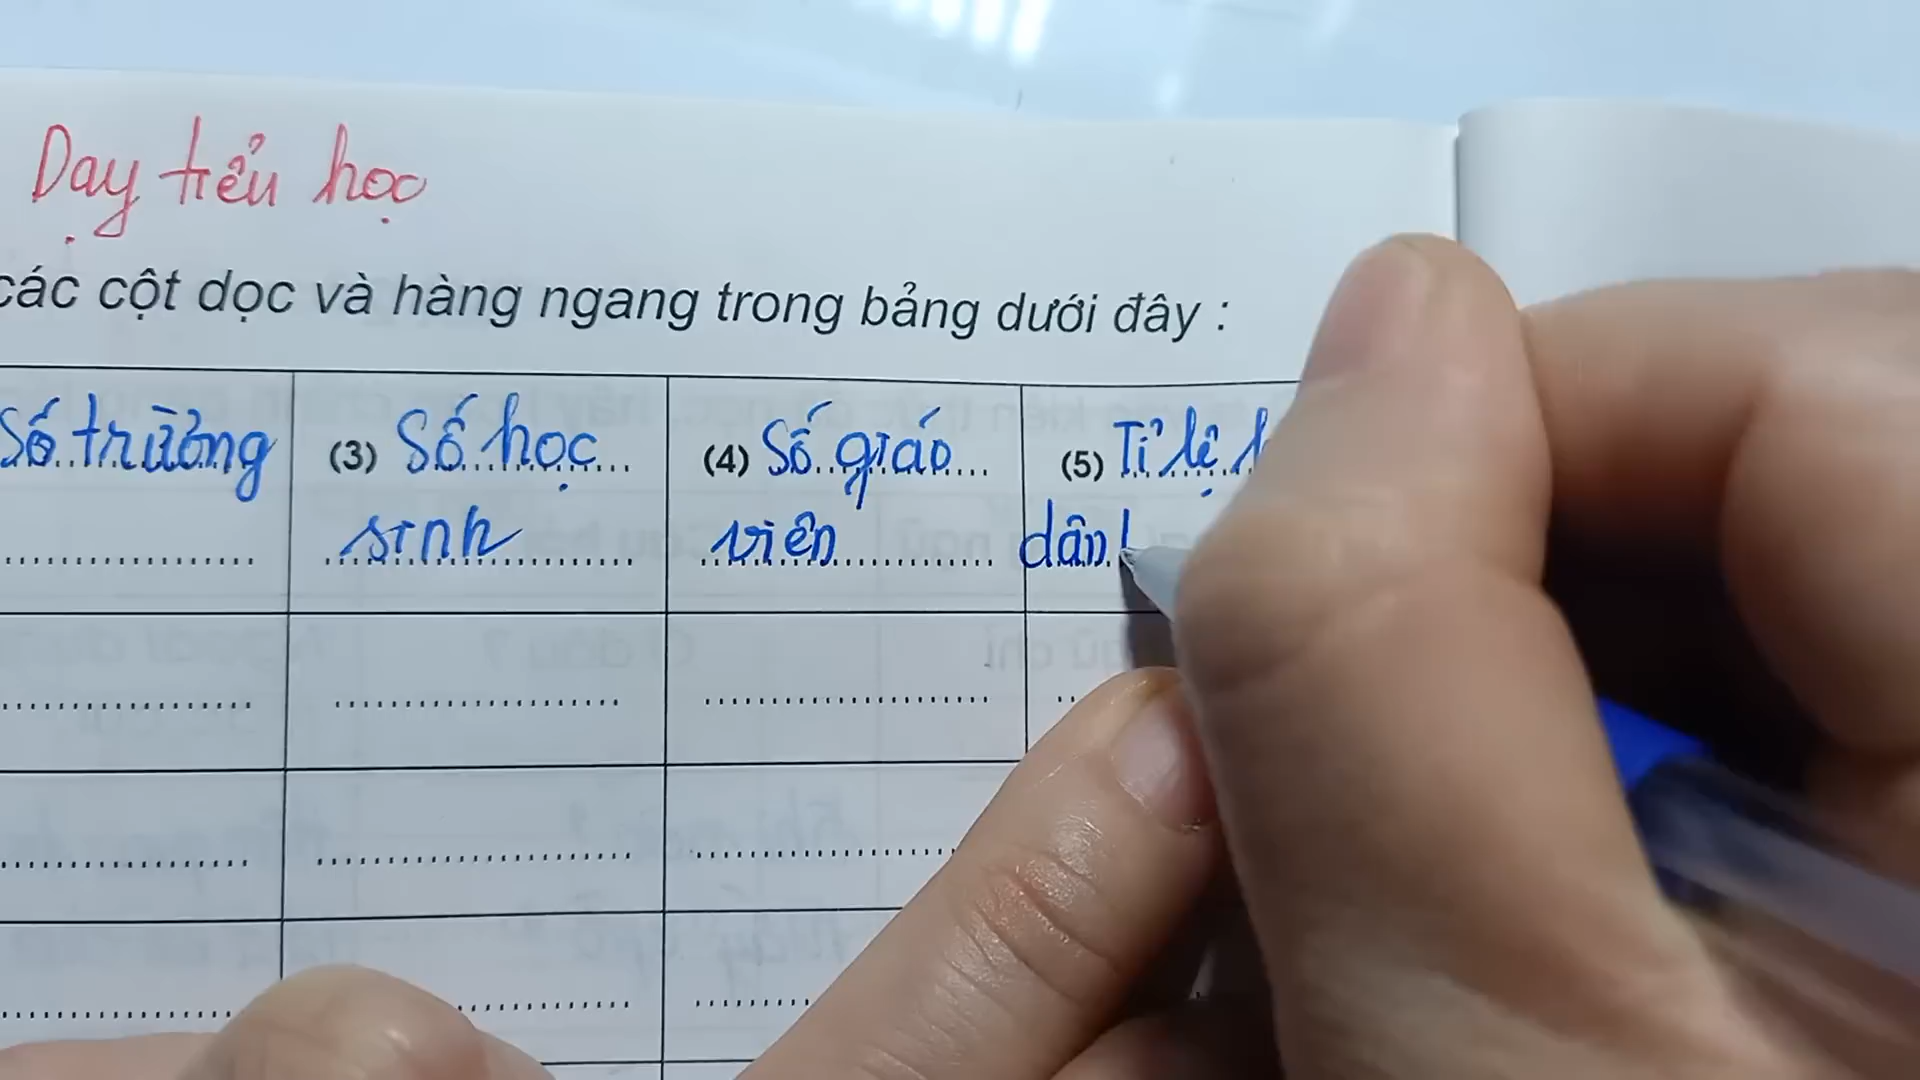 Dạy tiểu học
các cột dọc và hàng ngang trong bảng dưới đây :
Số trường
(3) Số học
sinh
(4) Số giáo
viên
(5) Tỉ lệ
dân